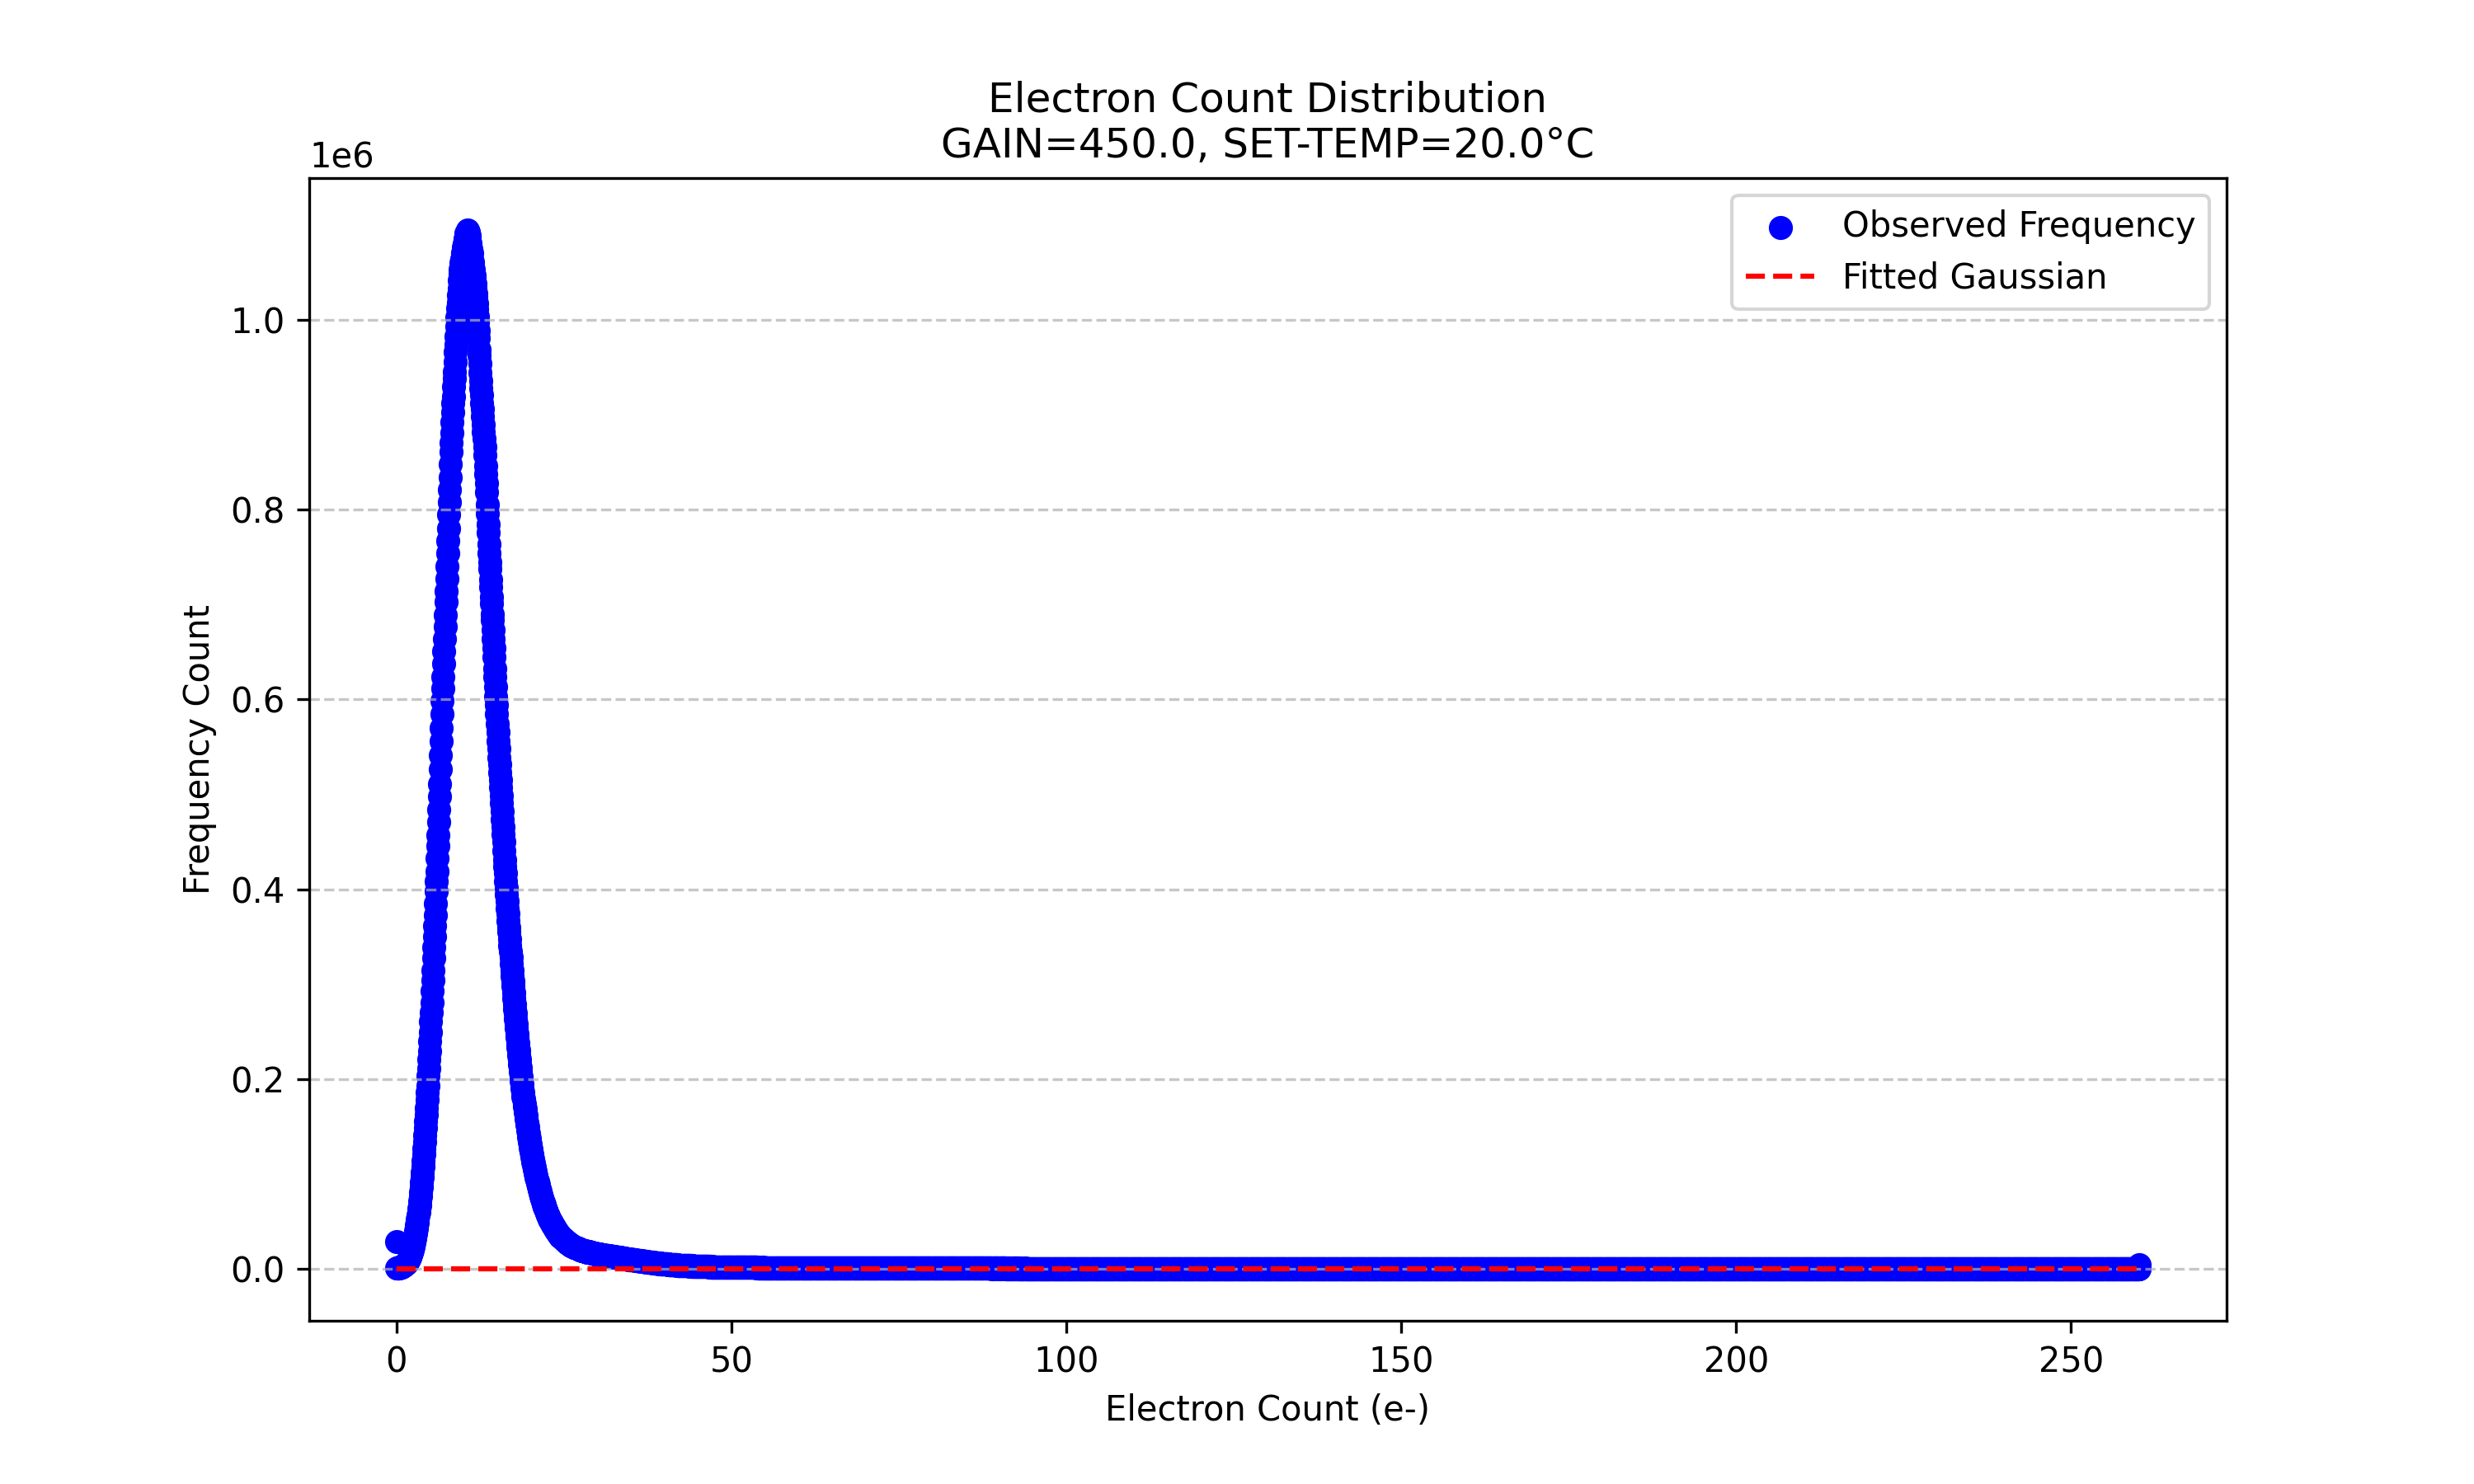 Electron Count Distribution
GAIN=450.0, SET-TEMP=20.0°C
1e6
Observed Frequency
Fitted Gaussian
1.0
0.8
0.6
0.4
0.2
0.0
Frequency Count
0 50 100 150 200 250
Electron Count (e-)